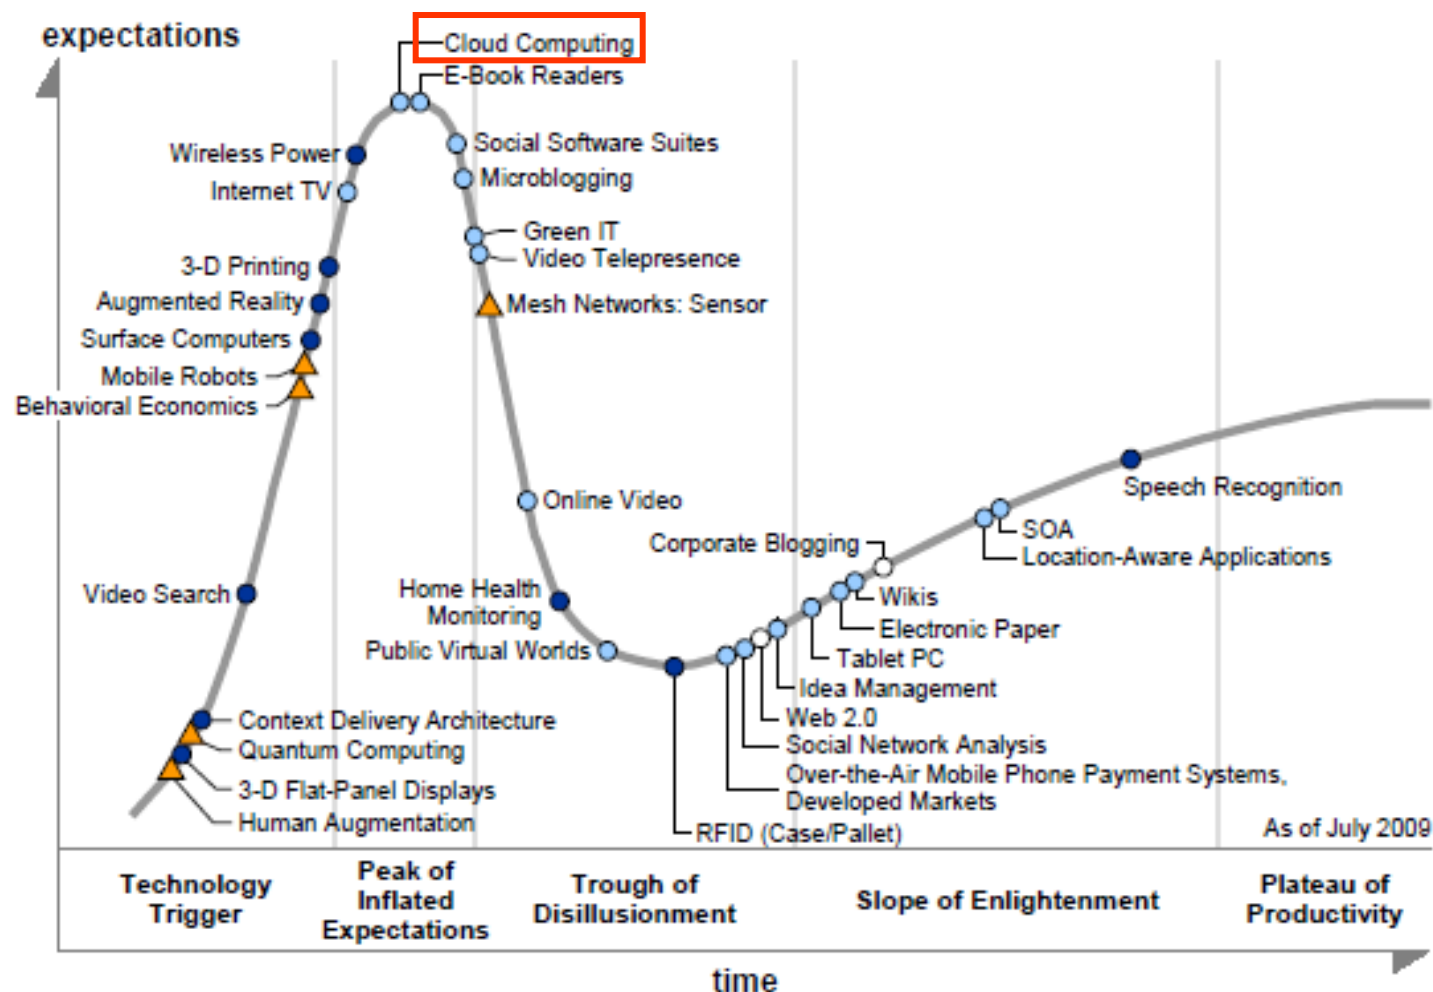 expectations
Cloud Computing
E-Book Readers
Social Software Suites
Wireless Power
Microblogging
Internet TV
Green IT
Video Telepresence
3-D Printing
Augmented Reality
Mesh Networks: Sensor
Surface Computers
Mobile Robots
Behavioral Economics
Speech Recognition
Online Video
SOA
Corporate Blogging
Location-Aware Applications
Video Search
Home Health
Monitoring
Wikis
Electronic Paper
Public Virtual Worlds
Tablet PC
Idea Management
Context Delivery Architecture
Web 2.0
Quantum Computing
Social Network Analysis
3-D Flat-Panel Displays
Over-the-Air Mobile Phone Payment Systems,
Developed Markets
Human Augmentation
RFID (Case/Pallet)
As of July 2009
Technology
Trigger
Peak of
Inflated
Expectations
Trough of
Disillusionment
Slope of Enlightenment
Plateau of
Productivity
time